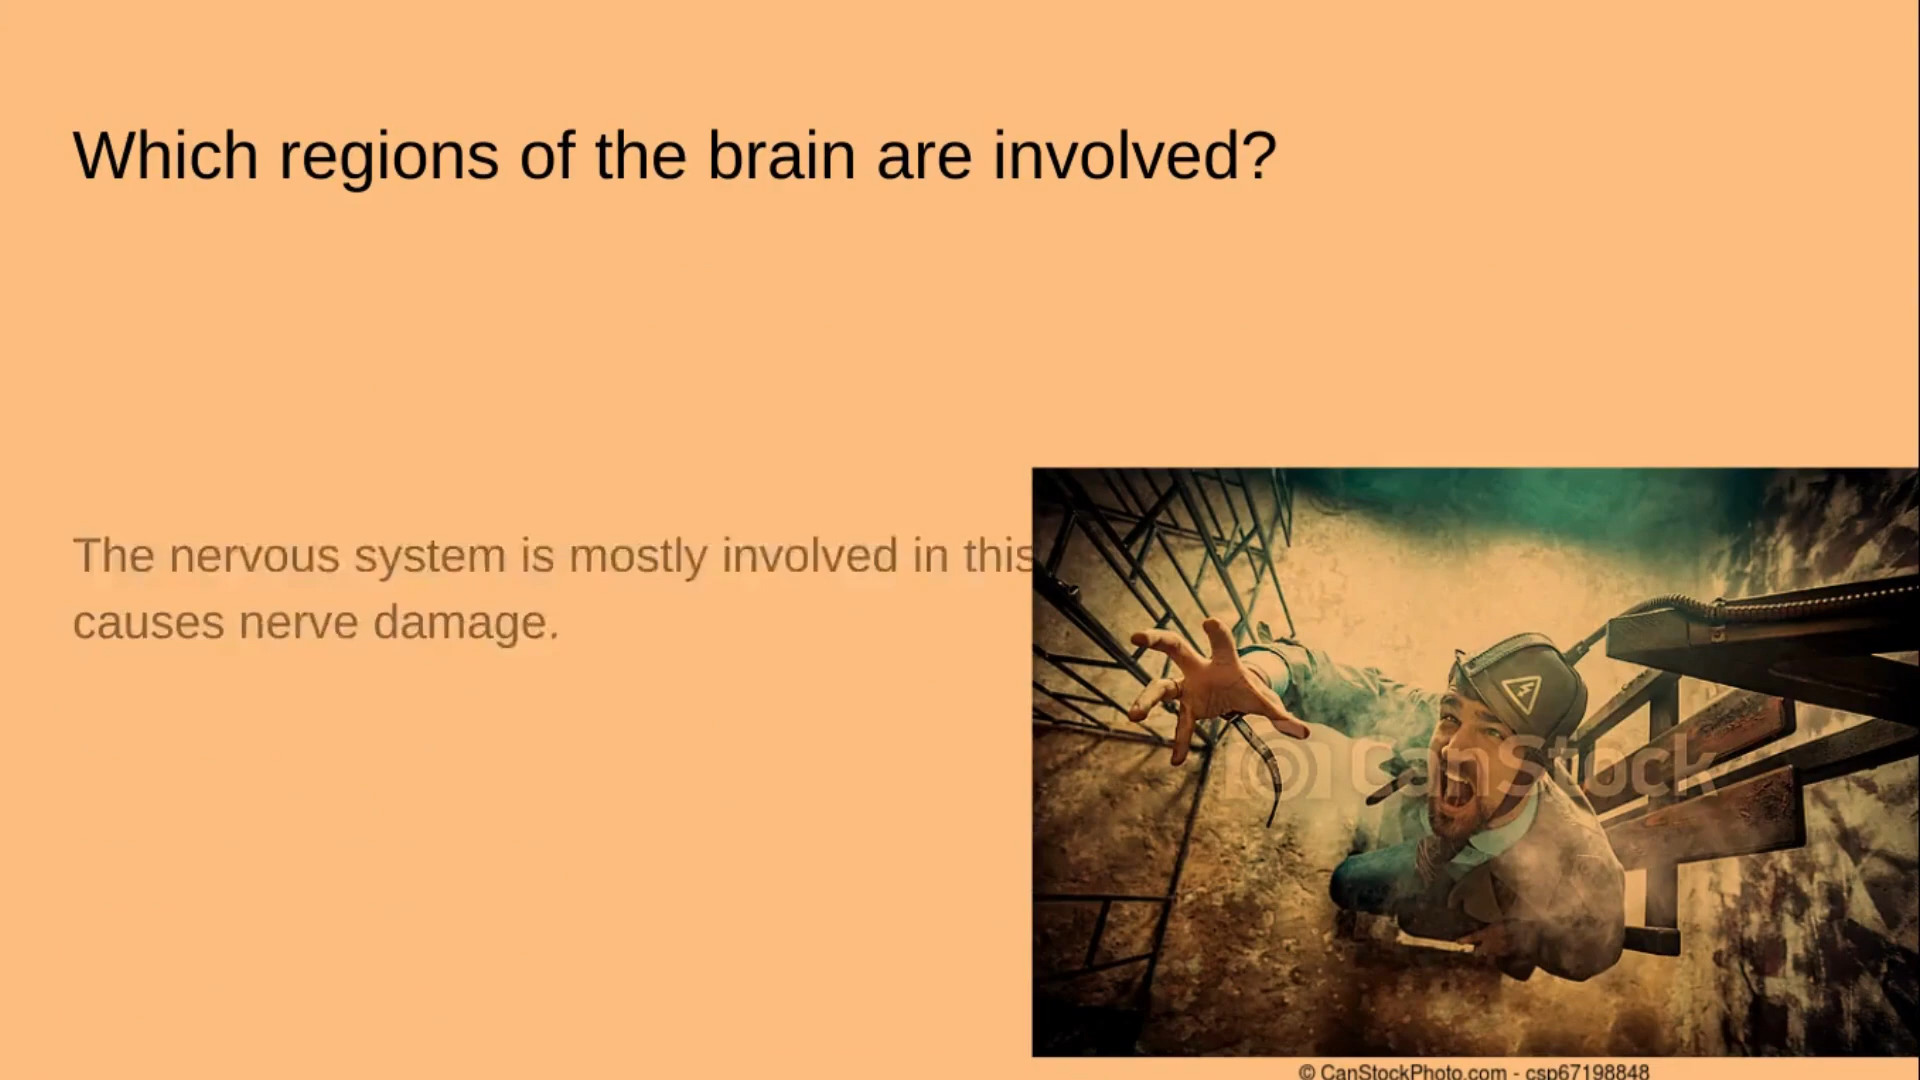 Which regions of the brain are involved?
The nervous system is mostly involved in this
causes nerve damage.
CanStock
© CanStockPhoto.com - csp67198848